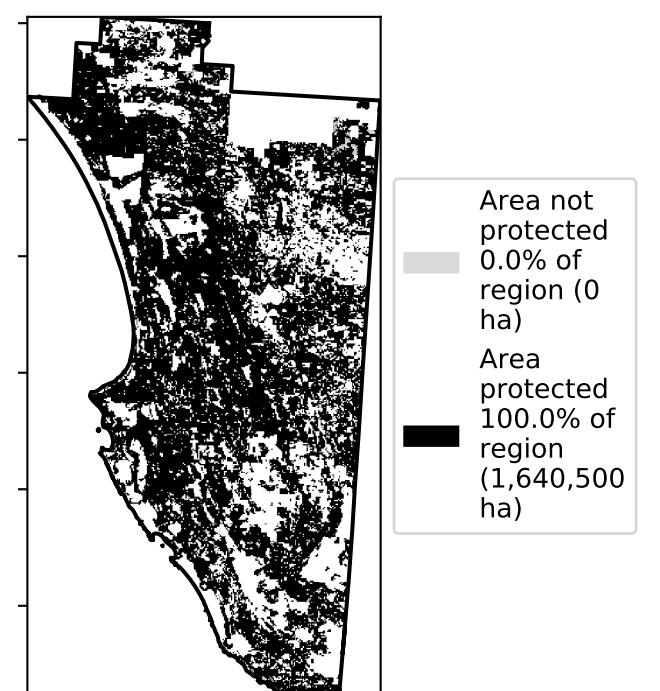 Area not
protected
0.0% of
region (0
ha)
Area
protected
100.0% of
region
(1,640,500
ha)